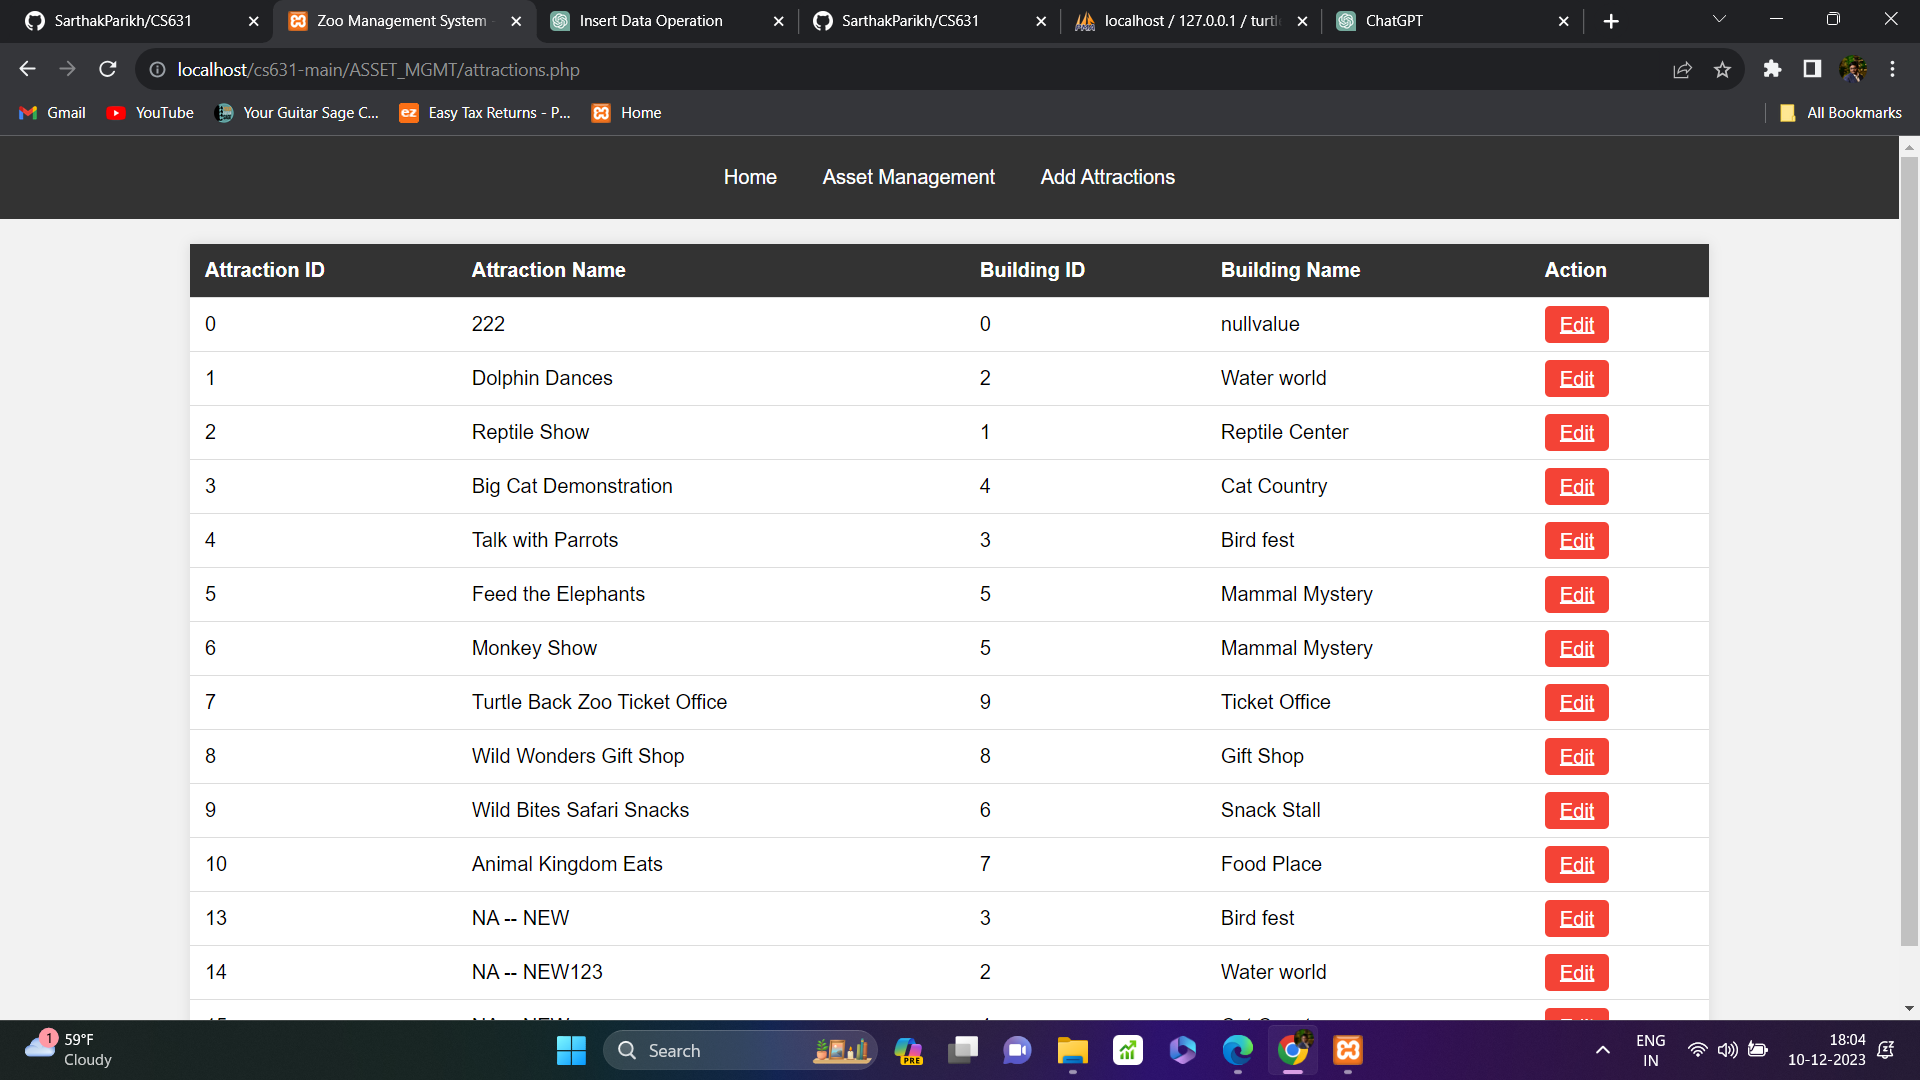 SarthakParikh/CS631
Zoo Management System
Insert Data Operation
SarthakParikh/CS631
localhost / 127.0.0.1 / turtl
ChatGPT
localhost/cs631-main/ASSET_MGMT/attractions.php
Gmail
YouTube
Your Guitar Sage C...
ez
Easy Tax Returns - P...
Home
All Bookmarks
Home Asset Management Add Attractions
Attraction ID Attraction Name Building ID Building Name Action
0 222 0 nullvalue Edit
1 Dolphin Dances 2 Water world Edit
2 Reptile Show 1 Reptile Center Edit
3 Big Cat Demonstration 4 Cat Country Edit
4 Talk with Parrots 3 Bird fest Edit
5 Feed the Elephants 5 Mammal Mystery Edit
6 Monkey Show 5 Mammal Mystery Edit
7 Turtle Back Zoo Ticket Office 9 Ticket Office Edit
8 Wild Wonders Gift Shop 8 Gift Shop Edit
9 Wild Bites Safari Snacks 6 Snack Stall Edit
10 Animal Kingdom Eats 7 Food Place Edit
13 NA -- NEW 3 Bird fest Edit
14 NA -- NEW123 2 Water world Edit
1
59°F
Cloudy
Search
PRE
ENG
IN
18:04
10-12-2023